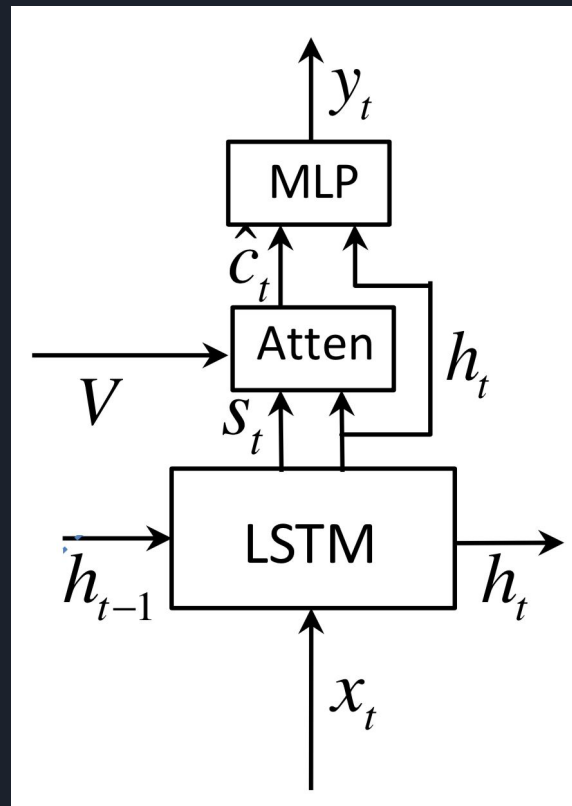 y_t
MLP
ĉ_t
Atten
h_t
V
s_t
LSTM
h_{t-1}
h_t
x_t